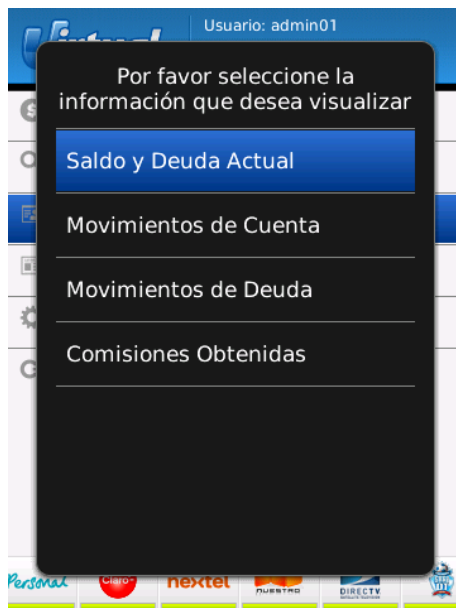 Usuario: admin01
Por favor seleccione la
información que desea visualizar
Saldo y Deuda Actual
Movimientos de Cuenta
Movimientos de Deuda
Comisiones Obtenidas
Personal
Claro
nextel
NUESTRO
DIRECTV